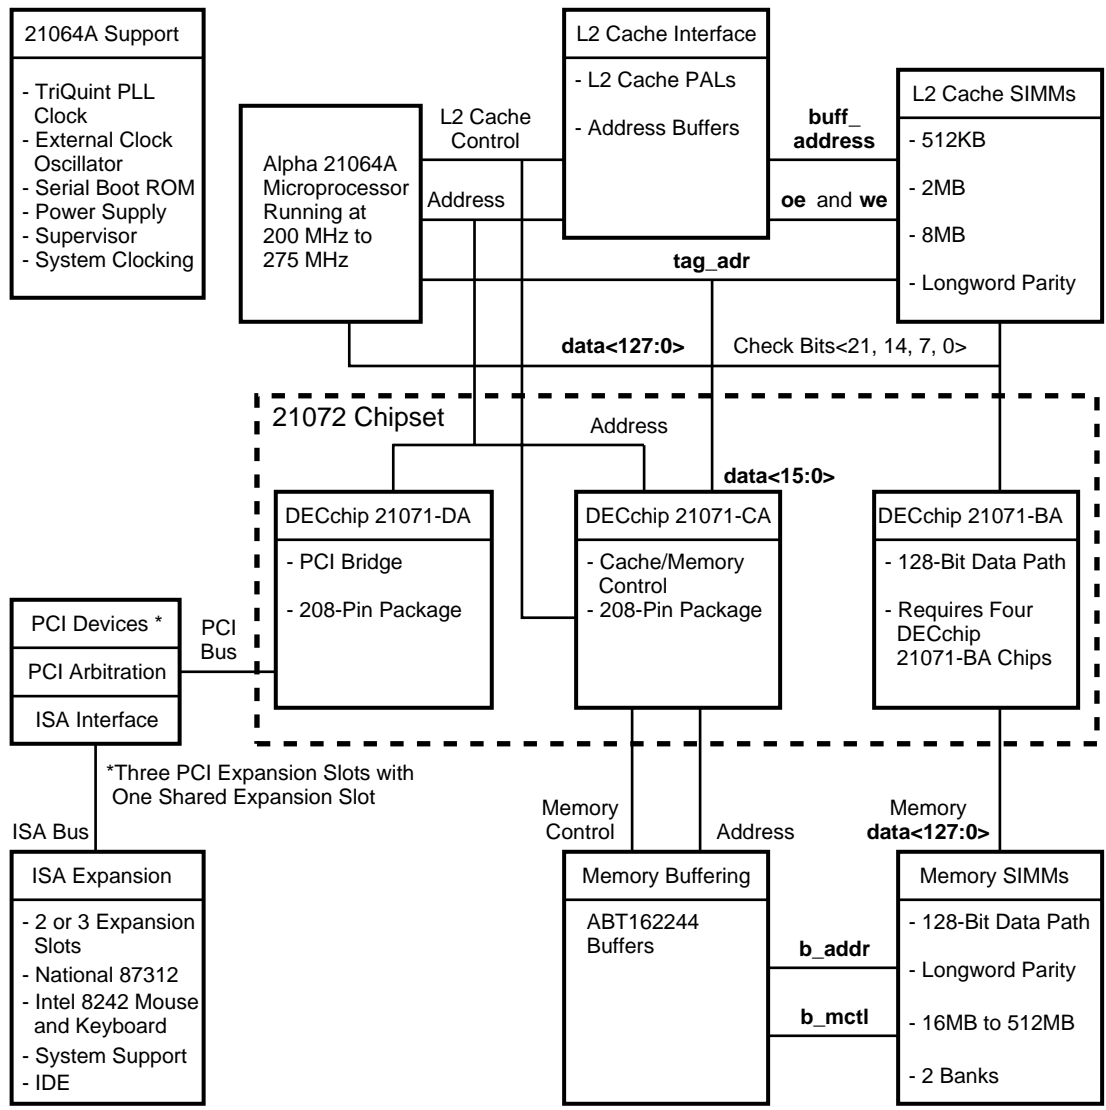 21064A Support
- TriQuint PLL
Clock
- External Clock
Oscillator
- Serial Boot ROM
- Power Supply
- Supervisor
- System Clocking
Alpha 21064A
Microprocessor
Running at
200 MHz to
275 MHz
L2 Cache
Control
Address
L2 Cache Interface
- L2 Cache PALs
- Address Buffers
buff_
address
oe and we
tag_adr
L2 Cache SIMMs
- 512KB
- 2MB
- 8MB
- Longword Parity
data<127:0>
Check Bits<21, 14, 7, 0>
21072 Chipset
Address
data<15:0>
DECchip 21071-DA
- PCI Bridge
- 208-Pin Package
DECchip 21071-CA
- Cache/Memory
Control
- 208-Pin Package
DECchip 21071-BA
- 128-Bit Data Path
- Requires Four
DECchip
21071-BA Chips
PCI Devices *
PCI Arbitration
ISA Interface
PCI
Bus
*Three PCI Expansion Slots with
One Shared Expansion Slot
ISA Bus
Memory
Control
Address
Memory
data<127:0>
ISA Expansion
- 2 or 3 Expansion
Slots
- National 87312
- Intel 8242 Mouse
and Keyboard
- System Support
- IDE
Memory Buffering
ABT162244
Buffers
b_addr
b_mctl
Memory SIMMs
- 128-Bit Data Path
- Longword Parity
- 16MB to 512MB
- 2 Banks